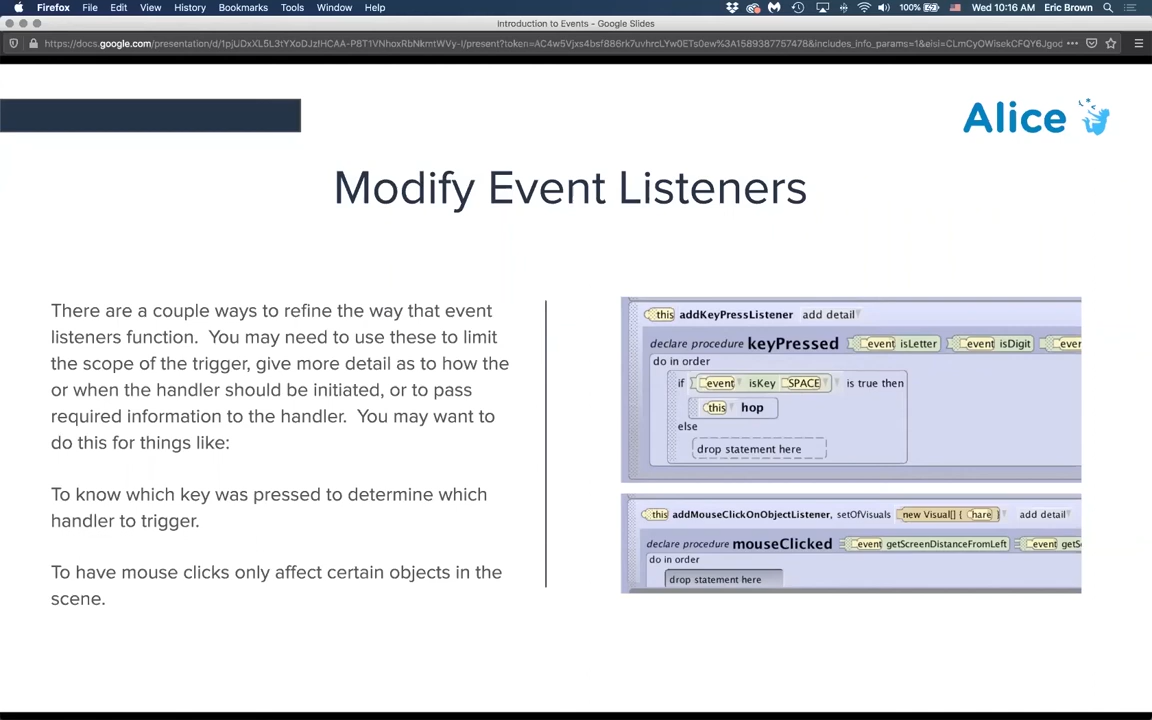 Firefox File Edit View History Bookmarks Tools Window Help 100% Wed 10:16 AM Eric Brown
Introduction to Events - Google Slides
Alice
Modify Event Listeners
There are a couple ways to refine the way that event
listeners function. You may need to use these to limit
the scope of the trigger, give more detail as to how the
or when the handler should be initiated, or to pass
required information to the handler. You may want to
do this for things like:
To know which key was pressed to determine which
handler to trigger.
To have mouse clicks only affect certain objects in the
scene.
this addKeyPressListener add detail
declare procedure keyPressed event isLetter event isDigit ever
do in order
if event isKey SPACE is true then
this hop
else
drop statement here
this addMouseClickOnObjectListener, setOfVisuals new Visual[] { hare } add detail
declare procedure mouseClicked event getScreenDistanceFromLeft event getS
do in order
drop statement here